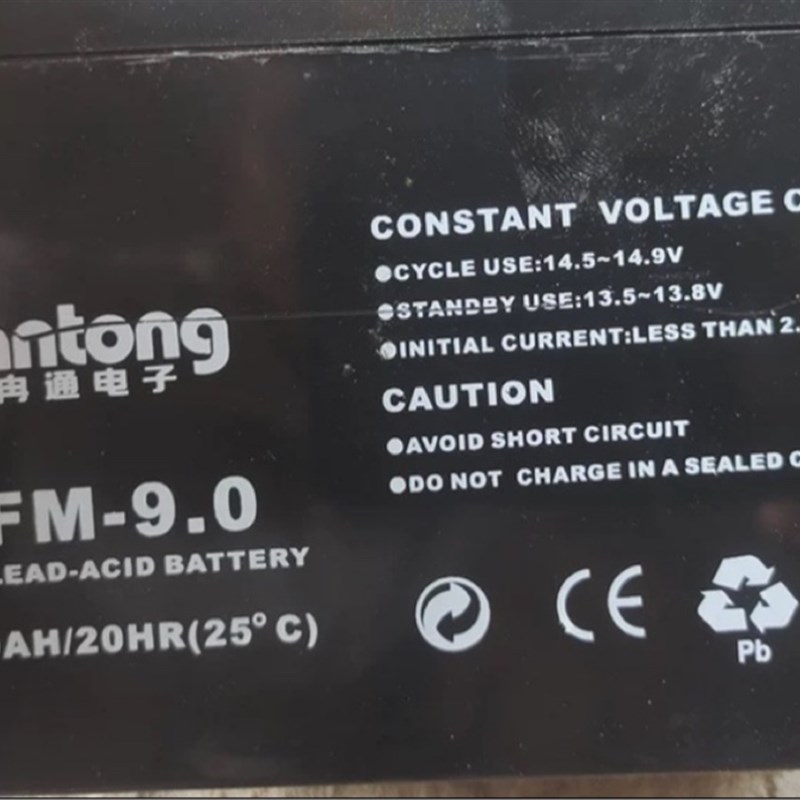 antong
冉通电子
FM-9.0
LEAD-ACID BATTERY
AH/20HR(25°C)
CONSTANT VOLTAGE C
●CYCLE USE:14.5~14.9V
●STANDBY USE:13.5~13.8V
●INITIAL CURRENT:LESS THAN 2.
CAUTION
●AVOID SHORT CIRCUIT
●DO NOT CHARGE IN A SEALED C
CE
Pb